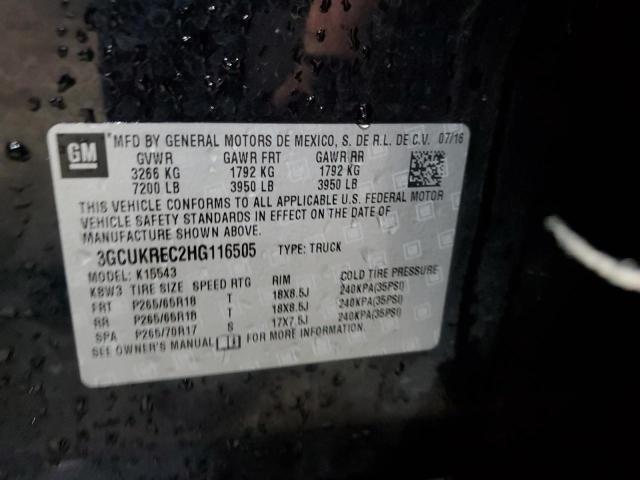 GM
*MFD BY GENERAL MOTORS DE MEXICO, S. DE R.L. DE C.V. 07/16
GVWR GAWR FRT GAWR RR
3266 KG 1792 KG 1792 KG
7200 LB 3950 LB 3950 LB
THIS VEHICLE CONFORMS TO ALL APPLICABLE U.S. FEDERAL MOTOR
VEHICLE SAFETY STANDARDS IN EFFECT ON THE DATE OF
MANUFACTURE SHOWN ABOVE.
3GCUKREC2HG116505 TYPE: TRUCK
MODEL: K15543
K8W3 TIRE SIZE SPEED RTG RIM COLD TIRE PRESSURE
FRT P265/65R18 T 18X8.5J 240KPA(35PSI)
RR P265/65R18 T 18X8.5J 240KPA(35PSI)
SPA P265/70R17 S 17X7.5J 240KPA(35PSI)
SEE OWNER'S MANUAL FOR MORE INFORMATION.